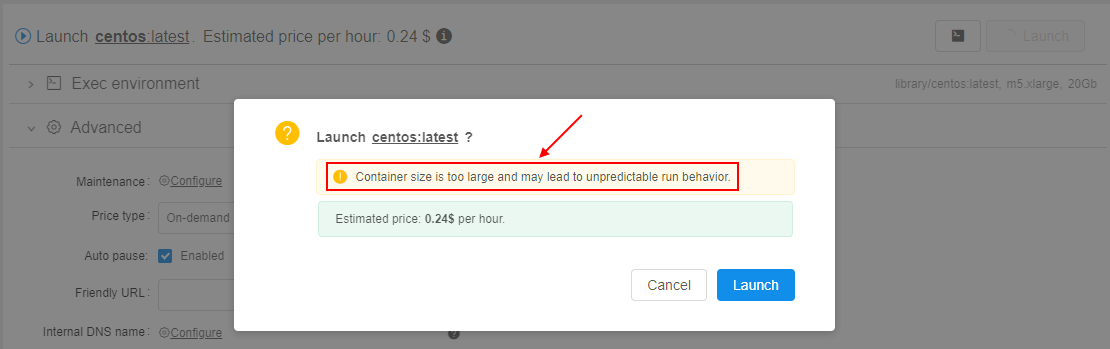 Launch centos:latest. Estimated price per hour: 0.24 $
Launch
Exec environment
library/centos:latest, m5.xlarge, 20Gb
Advanced
Launch centos:latest ?
Container size is too large and may lead to unpredictable run behavior.
Estimated price: 0.24$ per hour.
Cancel
Launch
Maintenance: Configure
Price type: On-demand
Auto pause: Enabled
Friendly URL:
Internal DNS name: Configure